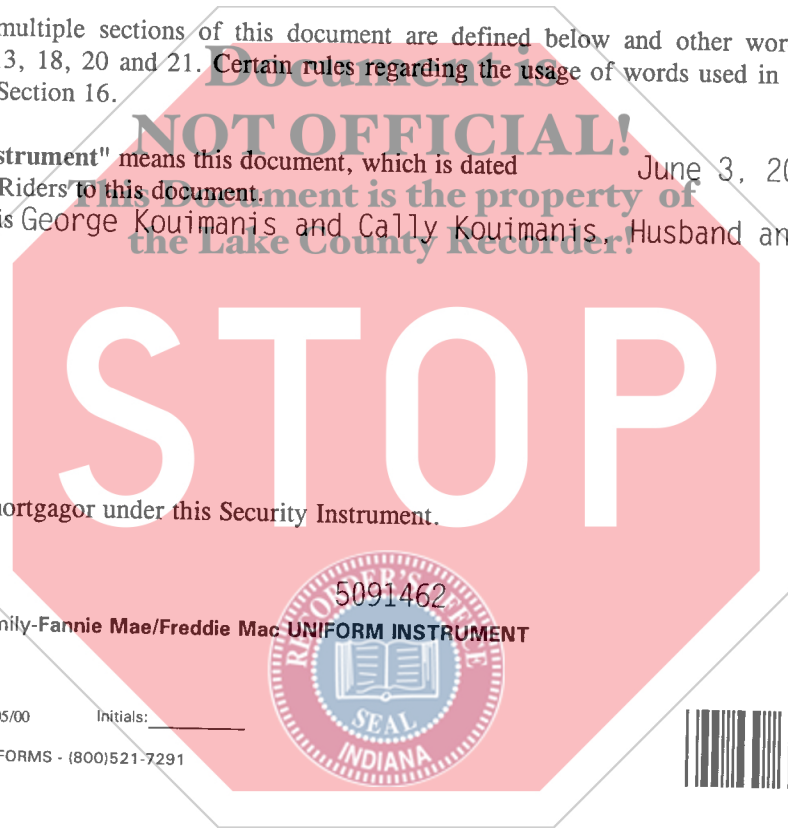 multiple sections of this document are defined below and other wor
3, 18, 20 and 21. Certain rules regarding the usage of words used in
Section 16.
Document is
NOT OFFICIAL!
This Document is the property of
the Lake County Recorder!
strument" means this document, which is dated June 3, 20
Riders to this document.
is George Kouimanis and Cally Kouimanis, Husband an
STOP
ortgagor under this Security Instrument.
5091462
mily-Fannie Mae/Freddie Mac UNIFORM INSTRUMENT
RECORDER'S OFFICE
SEAL
INDIANA
05/00 Initials:
FORMS - (800)521-7291